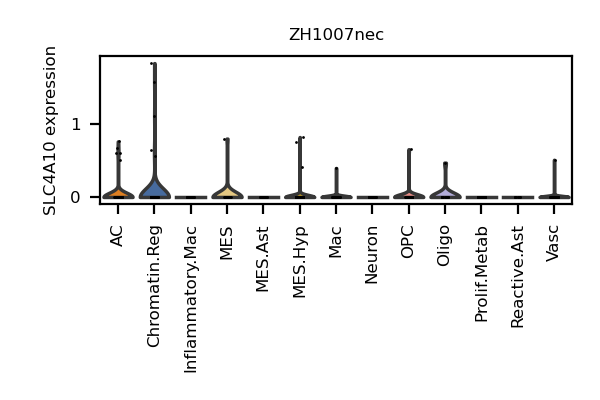 ZH1007nec
SLC4A10 expression
1
0
AC
Chromatin.Reg
Inflammatory.Mac
MES
MES.Ast
MES.Hyp
Mac
Neuron
OPC
Oligo
Prolif.Metab
Reactive.Ast
Vasc